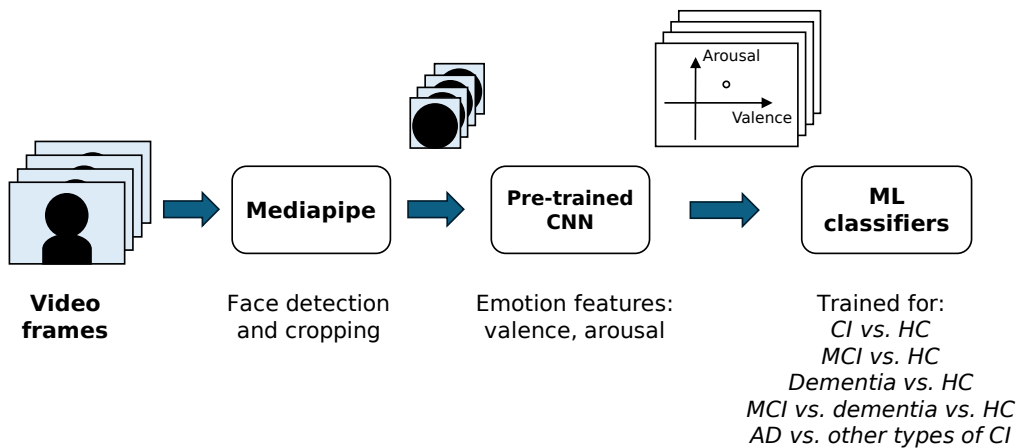 Arousal
Valence
Mediapipe
Pre-trained
CNN
ML
classifiers
Video
frames
Face detection
and cropping
Emotion features:
valence, arousal
Trained for:
CI vs. HC
MCI vs. HC
Dementia vs. HC
MCI vs. dementia vs. HC
AD vs. other types of CI